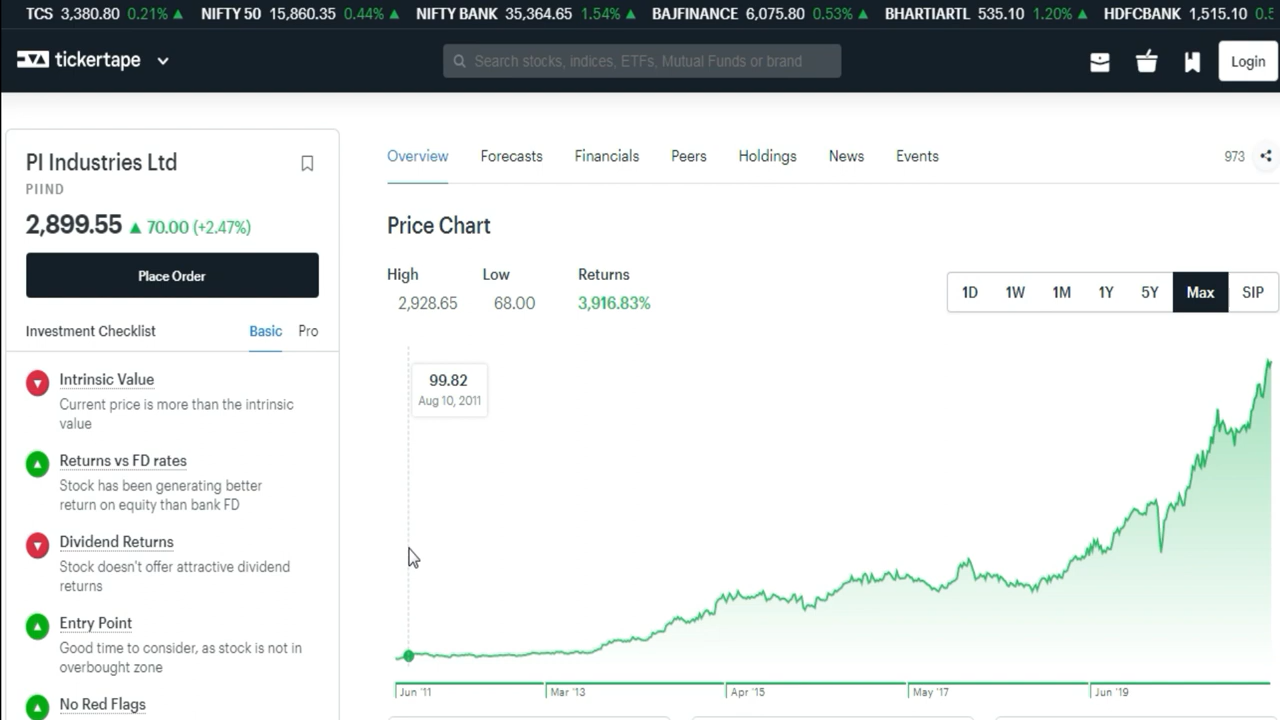 TCS 3,380.80 0.21% ▲ NIFTY 50 15,860.35 0.44% ▲ NIFTY BANK 35,364.65 1.54% ▲ BAJFINANCE 6,075.80 0.53% ▲ BHARTIARTL 535.10 1.20% ▲ HDFCBANK 1,515.10
tickertape
Search stocks, indices, ETFs, Mutual Funds or brand
Login
PI Industries Ltd
PIIND
2,899.55 ▲ 70.00 (+2.47%)
Place Order
Investment Checklist Basic Pro
Intrinsic Value
Current price is more than the intrinsic
value
Returns vs FD rates
Stock has been generating better
return on equity than bank FD
Dividend Returns
Stock doesn't offer attractive dividend
returns
Entry Point
Good time to consider, as stock is not in
overbought zone
No Red Flags
Overview Forecasts Financials Peers Holdings News Events
973
Price Chart
High Low Returns
2,928.65 68.00 3,916.83%
1D 1W 1M 1Y 5Y Max SIP
99.82
Aug 10, 2011
Jun '11 Mar '13 Apr '15 May '17 Jun '19